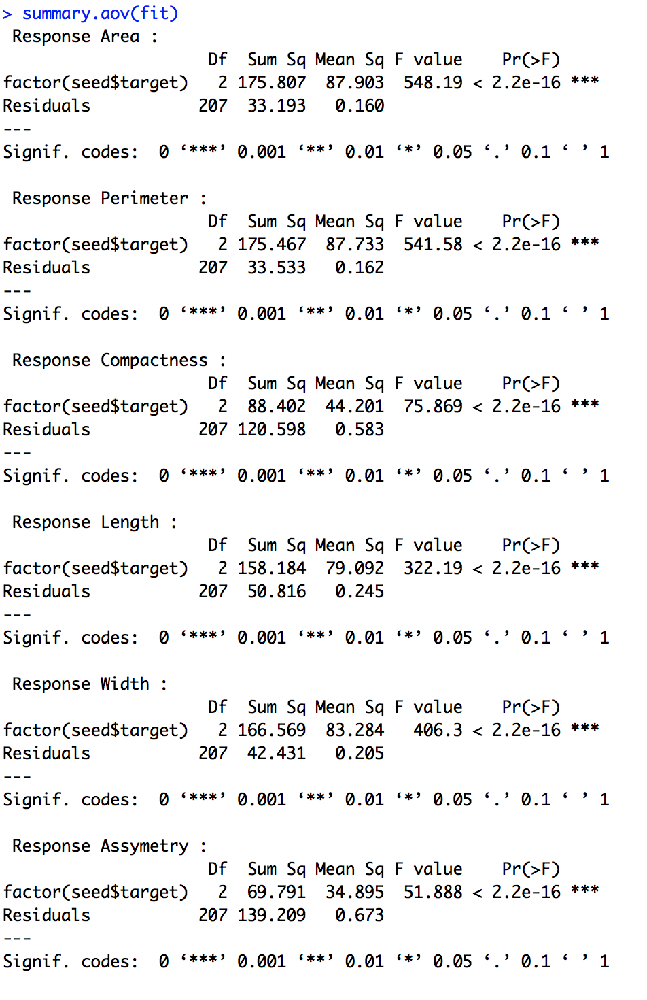 > summary.aov(fit)
 Response Area :
                      Df  Sum Sq Mean Sq F value    Pr(>F)
factor(seed$target)   2 175.807  87.903  548.19 < 2.2e-16 ***
Residuals           207  33.193   0.160
---
Signif. codes:  0 ‘***’ 0.001 ‘**’ 0.01 ‘*’ 0.05 ‘.’ 0.1 ‘ ’ 1

 Response Perimeter :
                      Df  Sum Sq Mean Sq F value    Pr(>F)
factor(seed$target)   2 175.467  87.733  541.58 < 2.2e-16 ***
Residuals           207  33.533   0.162
---
Signif. codes:  0 ‘***’ 0.001 ‘**’ 0.01 ‘*’ 0.05 ‘.’ 0.1 ‘ ’ 1

 Response Compactness :
                      Df  Sum Sq Mean Sq F value    Pr(>F)
factor(seed$target)   2  88.402  44.201  75.869 < 2.2e-16 ***
Residuals           207 120.598   0.583
---
Signif. codes:  0 ‘***’ 0.001 ‘**’ 0.01 ‘*’ 0.05 ‘.’ 0.1 ‘ ’ 1

 Response Length :
                      Df  Sum Sq Mean Sq F value    Pr(>F)
factor(seed$target)   2 158.184  79.092  322.19 < 2.2e-16 ***
Residuals           207  50.816   0.245
---
Signif. codes:  0 ‘***’ 0.001 ‘**’ 0.01 ‘*’ 0.05 ‘.’ 0.1 ‘ ’ 1

 Response Width :
                      Df  Sum Sq Mean Sq F value    Pr(>F)
factor(seed$target)   2 166.569  83.284   406.3 < 2.2e-16 ***
Residuals           207  42.431   0.205
---
Signif. codes:  0 ‘***’ 0.001 ‘**’ 0.01 ‘*’ 0.05 ‘.’ 0.1 ‘ ’ 1

 Response Assymetry :
                      Df  Sum Sq Mean Sq F value    Pr(>F)
factor(seed$target)   2  69.791  34.895  51.888 < 2.2e-16 ***
Residuals           207 139.209   0.673
---
Signif. codes:  0 ‘***’ 0.001 ‘**’ 0.01 ‘*’ 0.05 ‘.’ 0.1 ‘ ’ 1